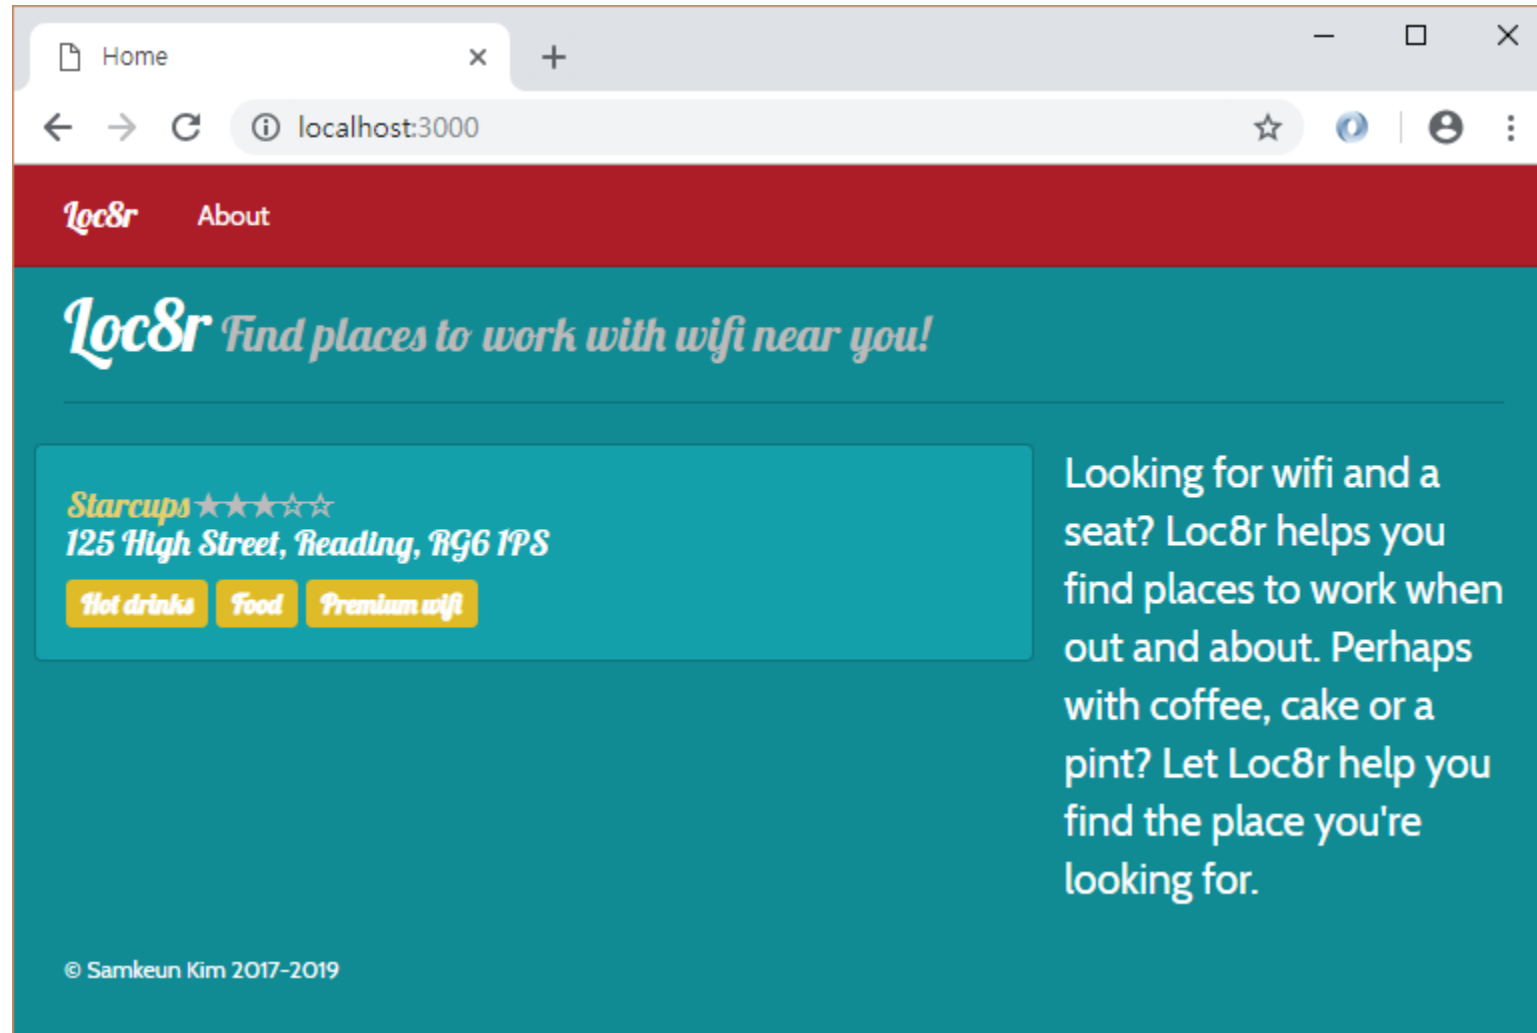 Home
localhost:3000
Loc8r About
Loc8r Find places to work with wifi near you!
Starcups ★★★☆☆
125 High Street, Reading, RG6 1PS
Hot drinks Food Premium wifi
Looking for wifi and a
seat? Loc8r helps you
find places to work when
out and about. Perhaps
with coffee, cake or a
pint? Let Loc8r help you
find the place you're
looking for.
© Samkeun Kim 2017-2019